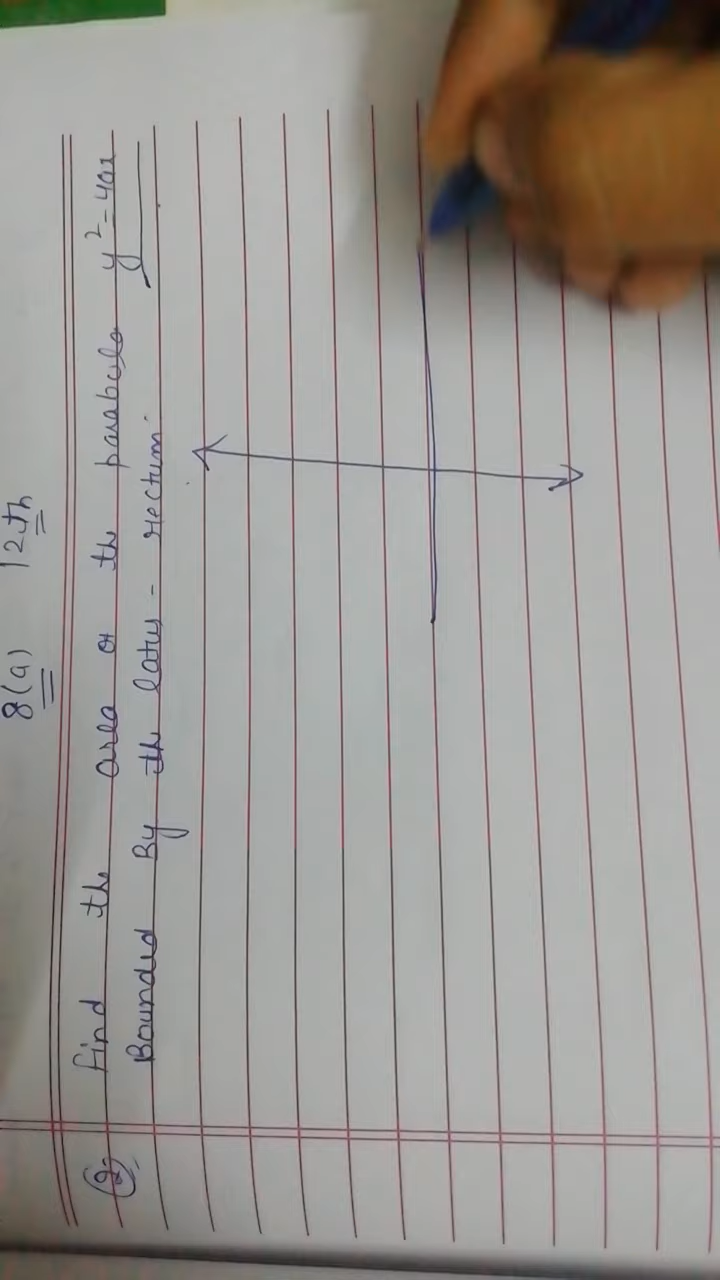 8(a) 12th
Q. Find the area of the parabola y² = 4ax
Bounded By the latus - rectum.